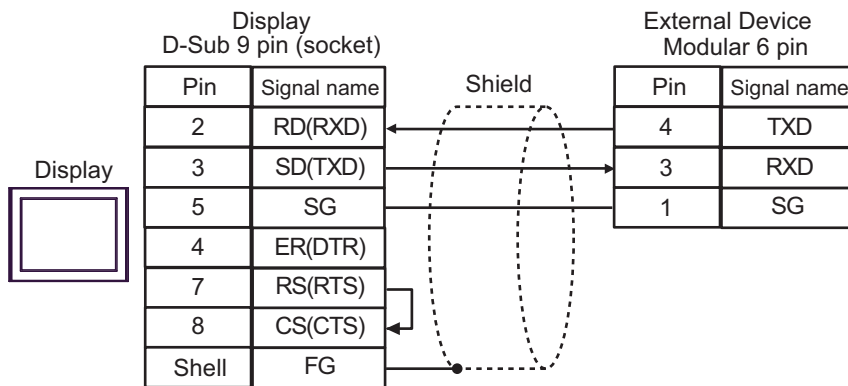 Display
D-Sub 9 pin (socket)
External Device
Modular 6 pin
Pin Signal name
Shield
Pin Signal name
2 RD(RXD)
4 TXD
Display
3 SD(TXD)
3 RXD
5 SG
1 SG
4 ER(DTR)
7 RS(RTS)
8 CS(CTS)
Shell FG